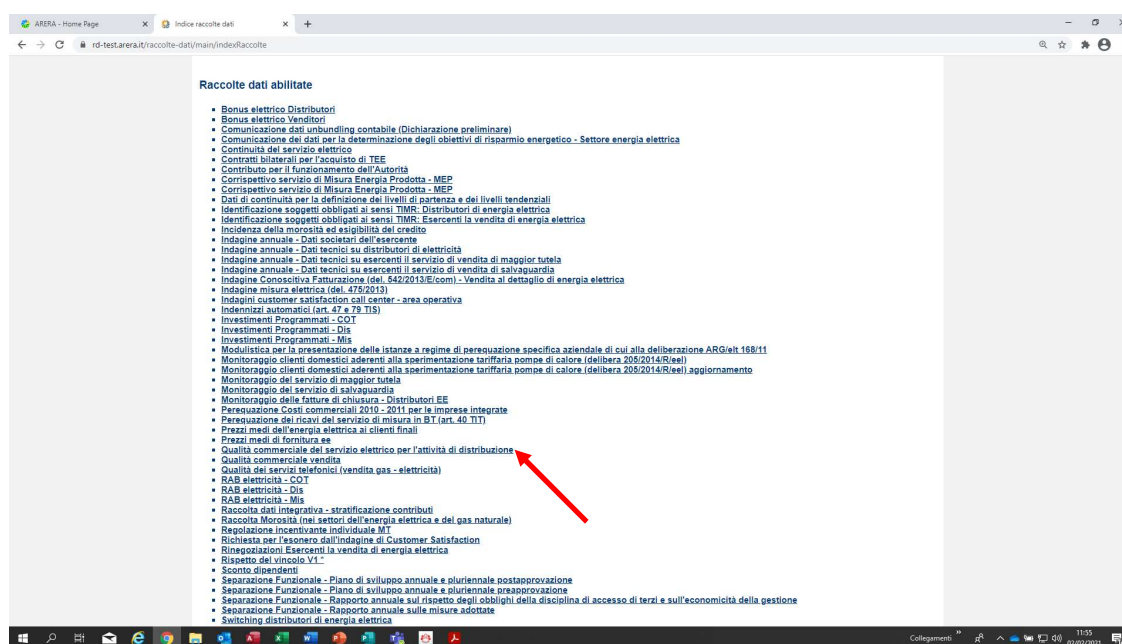 ARERA - Home Page
Indice raccolte dati
rd-test.arera.it/raccolte-dati/main/indexRaccolte
Raccolte dati abilitate
Bonus elettrico Distributori
Bonus elettrico Venditori
Comunicazione dati unbundling contabile (Dichiarazione preliminare)
Comunicazione dei dati per la determinazione degli obiettivi di risparmio energetico - Settore energia elettrica
Continuità del servizio elettrico
Contratti bilaterali per l'acquisto di TEE
Contributo per il funzionamento dell'Autorità
Corrispettivo servizio di Misura Energia Prodotta - MEP
Corrispettivo servizio di Misura Energia Prodotta - MEP
Dati di continuità per la definizione dei livelli di partenza e dei livelli tendenziali
Identificazione soggetti obbligati ai sensi TIMR: Distributori di energia elettrica
Identificazione soggetti obbligati ai sensi TIMR: Esercenti la vendita di energia elettrica
Incidenza della morosità ed esigibilità del credito
Indagine annuale - Dati societari dell'esercente
Indagine annuale - Dati tecnici su distributori di elettricità
Indagine annuale - Dati tecnici su esercenti il servizio di vendita di maggior tutela
Indagine annuale - Dati tecnici su esercenti il servizio di vendita di salvaguardia
Indagine Conoscitiva Fatturazione (del. 542/2013/E/com) - Vendita al dettaglio di energia elettrica
Indagine misura elettrica (del. 475/2013)
Indagini customer satisfaction call center - area operativa
Indennizzi automatici (art. 47 e 79 TIS)
Investimenti Programmati - COT
Investimenti Programmati - Dis
Investimenti Programmati - Mis
Modulistica per la presentazione delle istanze a regime di perequazione specifica aziendale di cui alla deliberazione ARG/elt 168/11
Monitoraggio clienti domestici aderenti alla sperimentazione tariffaria pompe di calore (delibera 205/2014/R/eel)
Monitoraggio clienti domestici aderenti alla sperimentazione tariffaria pompe di calore (delibera 205/2014/R/eel) aggiornamento
Monitoraggio del servizio di maggior tutela
Monitoraggio del servizio di salvaguardia
Monitoraggio delle fatture di chiusura - Distributori EE
Perequazione Costi commerciali 2010 - 2011 per le imprese integrate
Perequazione dei ricavi del servizio di misura in BT (art. 40 TIT)
Prezzi medi dell'energia elettrica ai clienti finali
Prezzi medi di fornitura ee
Qualità commerciale del servizio elettrico per l'attività di distribuzione
Qualità commerciale vendita
Qualità dei servizi telefonici (vendita gas - elettricità)
RAB elettricità - COT
RAB elettricità - Dis
RAB elettricità - Mis
Raccolta dati integrativa - stratificazione contributi
Raccolta Morosità (nei settori dell'energia elettrica e del gas naturale)
Regolazione incentivante individuale MT
Richiesta per l'esonero dall'indagine di Customer Satisfaction
Rinegoziazioni Esercenti la vendita di energia elettrica
Rispetto del vincolo V1 *
Sconto dipendenti
Separazione Funzionale - Piano di sviluppo annuale e pluriennale postapprovazione
Separazione Funzionale - Piano di sviluppo annuale e pluriennale preapprovazione
Separazione Funzionale - Rapporto annuale sul rispetto degli obblighi della disciplina di accesso di terzi e sull'economicità della gestione
Separazione Funzionale - Rapporto annuale sulle misure adottate
Switching distributori di energia elettrica
Collegamenti
11:55
02/02/2021